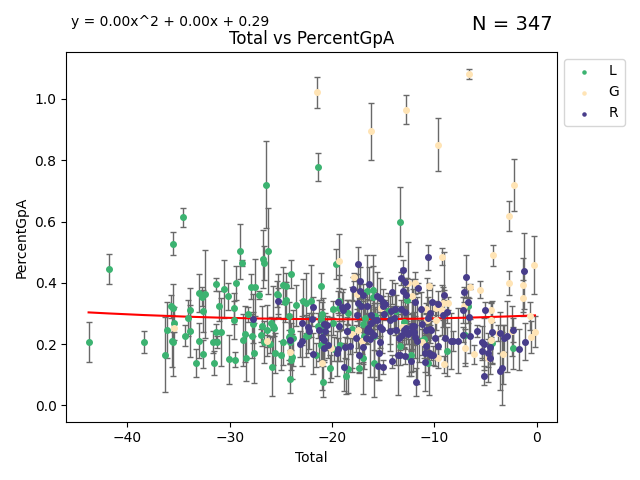 y = 0.00x^2 + 0.00x + 0.29
N = 347
Total vs PercentGpA
L
G
R
PercentGpA
1.0
0.8
0.6
0.4
0.2
0.0
−40
−30
−20
−10
0
Total